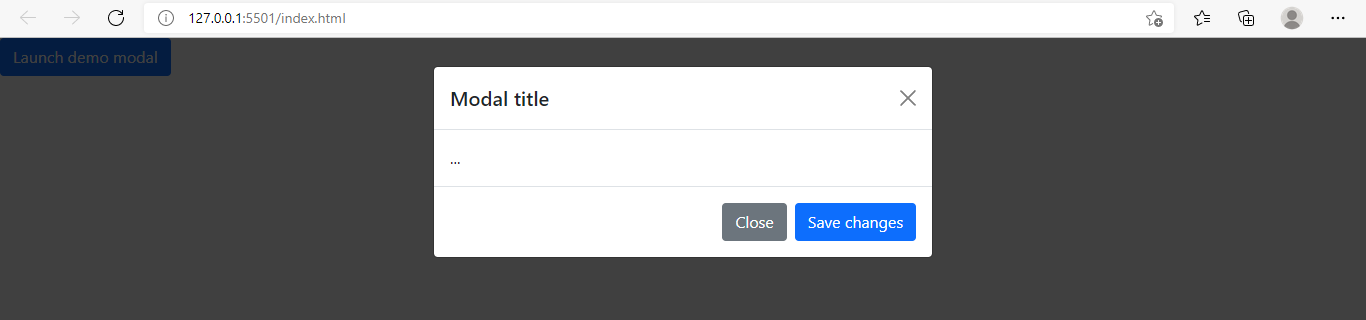 127.0.0.1:5501/index.html
Launch demo modal
Modal title
...
Close
Save changes